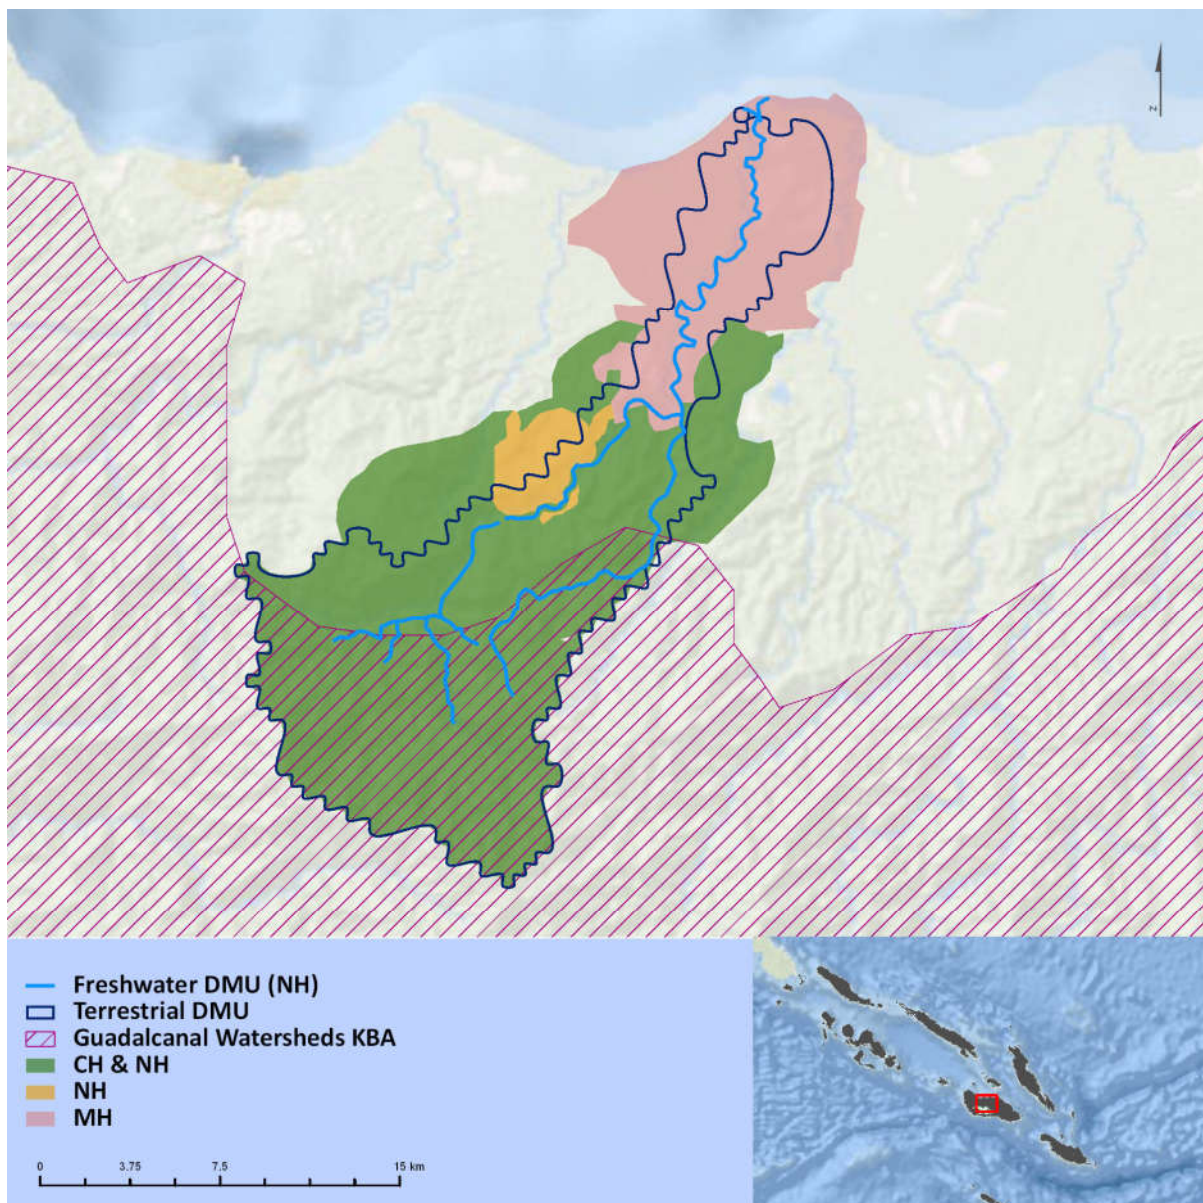 N
Freshwater DMU (NH)
Terrestrial DMU
Guadalcanal Watersheds KBA
CH & NH
NH
MH
0 3.75 7.5 15 km